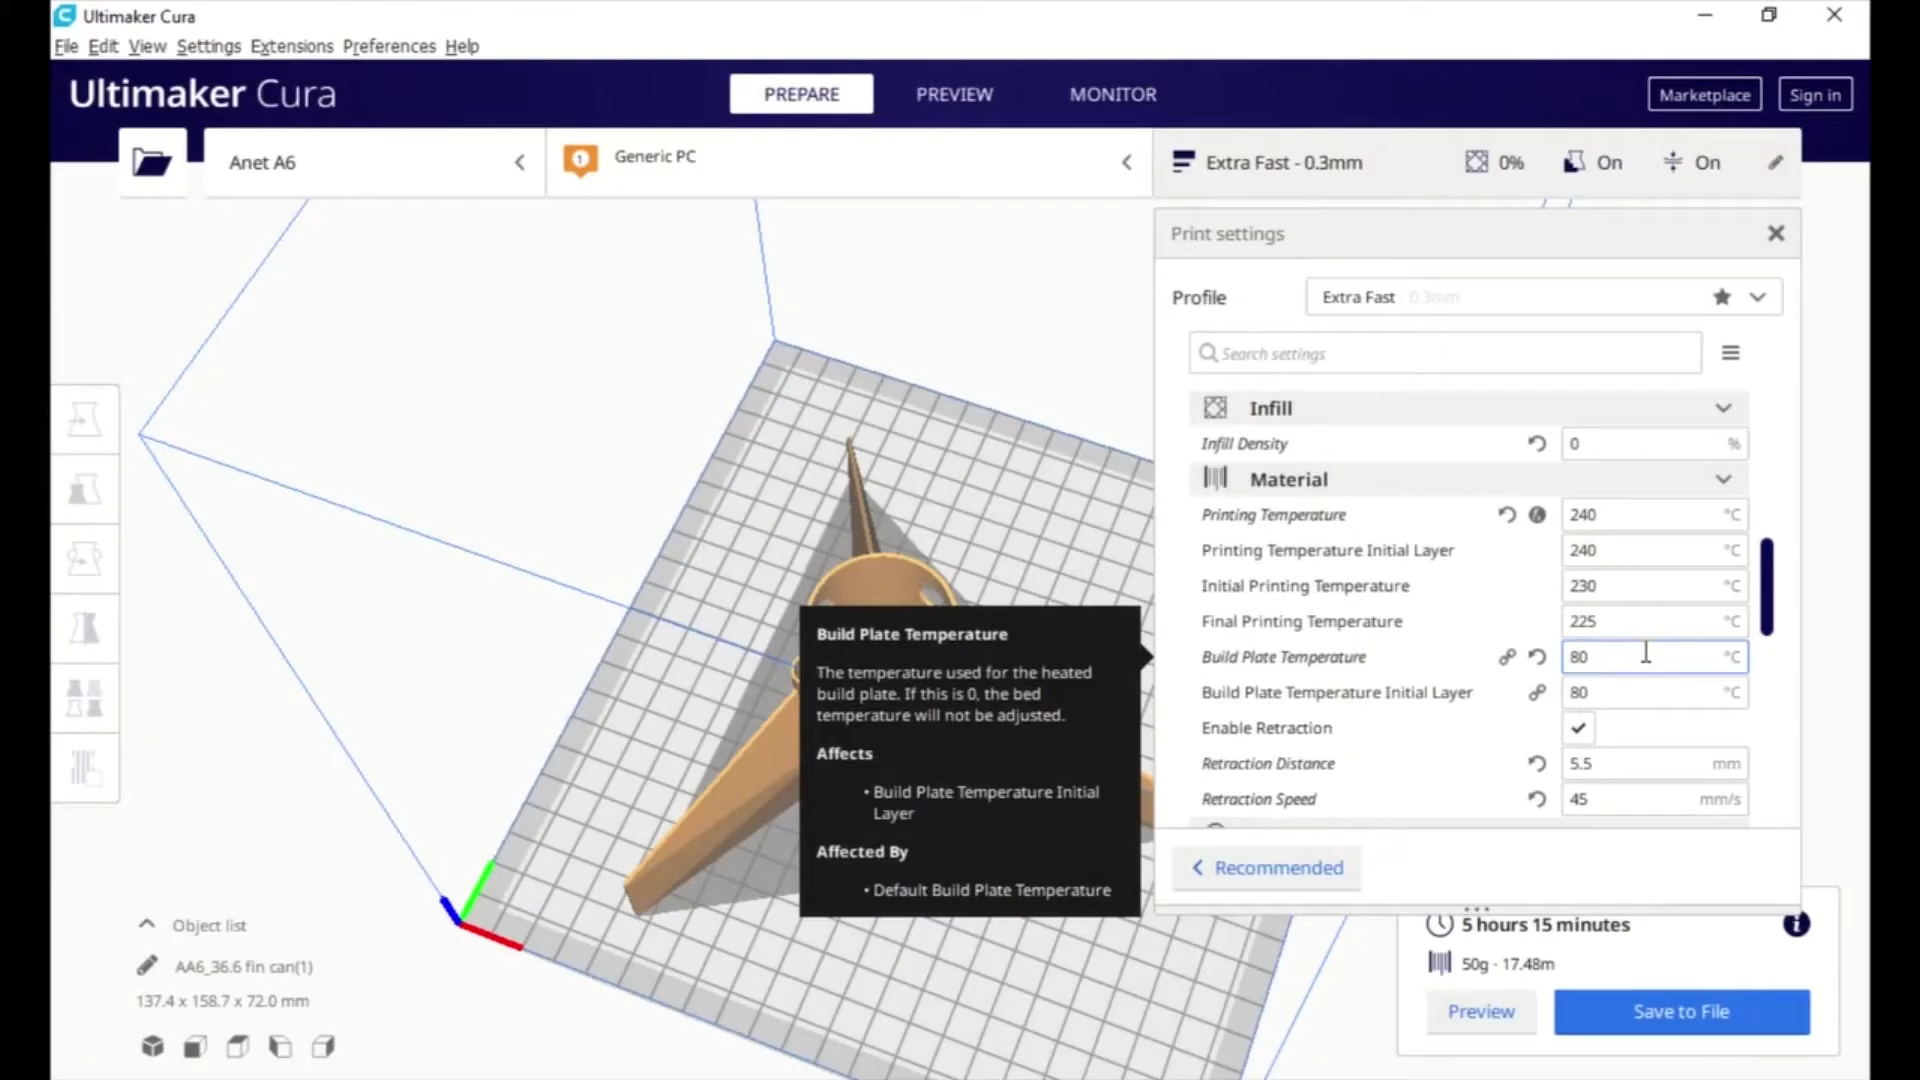 Ultimaker Cura
File Edit View Settings Extensions Preferences Help
Ultimaker Cura
PREPARE PREVIEW MONITOR
Marketplace Sign in
Anet A6
1 Generic PC
Extra Fast - 0.3mm 0% On On
Print settings
Profile Extra Fast 0.3mm
Search settings
Infill
Infill Density 0 %
Material
Printing Temperature 240 °C
Printing Temperature Initial Layer 240 °C
Initial Printing Temperature 230 °C
Final Printing Temperature 225 °C
Build Plate Temperature 80 °C
Build Plate Temperature Initial Layer 80 °C
Enable Retraction
Retraction Distance 5.5 mm
Retraction Speed 45 mm/s
Recommended
Build Plate Temperature
The temperature used for the heated
build plate. If this is 0, the bed
temperature will not be adjusted.
Affects
• Build Plate Temperature Initial
Layer
Affected By
• Default Build Plate Temperature
Object list
AA6_36.6 fin can(1)
137.4 x 158.7 x 72.0 mm
5 hours 15 minutes
50g · 17.48m
Preview Save to File